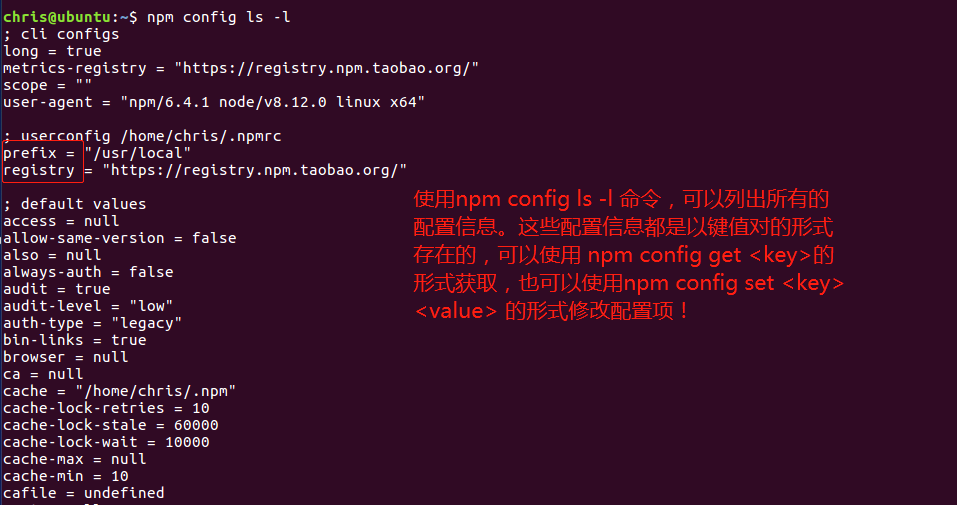 chris@ubuntu:~$ npm config ls -l
; cli configs
long = true
metrics-registry = "https://registry.npm.taobao.org/"
scope = ""
user-agent = "npm/6.4.1 node/v8.12.0 linux x64"
; userconfig /home/chris/.npmrc
prefix = "/usr/local"
registry = "https://registry.npm.taobao.org/"
; default values
access = null
allow-same-version = false
also = null
always-auth = false
audit = true
audit-level = "low"
auth-type = "legacy"
bin-links = true
browser = null
ca = null
cache = "/home/chris/.npm"
cache-lock-retries = 10
cache-lock-stale = 60000
cache-lock-wait = 10000
cache-max = null
cache-min = 10
cafile = undefined
使用npm config ls -l 命令，可以列出所有的
配置信息。这些配置信息都是以键值对的形式
存在的，可以使用 npm config get <key>的
形式获取，也可以使用npm config set <key>
<value> 的形式修改配置项！